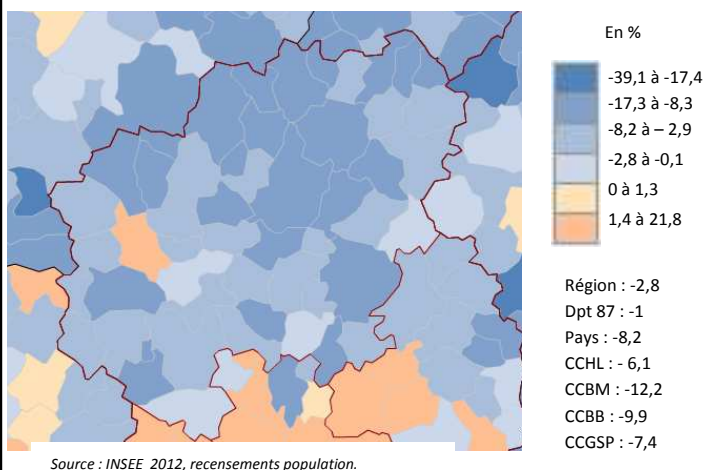 En %
-39,1 à -17,4
-17,3 à -8,3
-8,2 à – 2,9
-2,8 à -0,1
0 à 1,3
1,4 à 21,8
Région : -2,8
Dpt 87 : -1
Pays : -8,2
CCHL : - 6,1
CCBM : -12,2
CCBB : -9,9
CCGSP : -7,4
Source : INSEE 2012, recensements population.